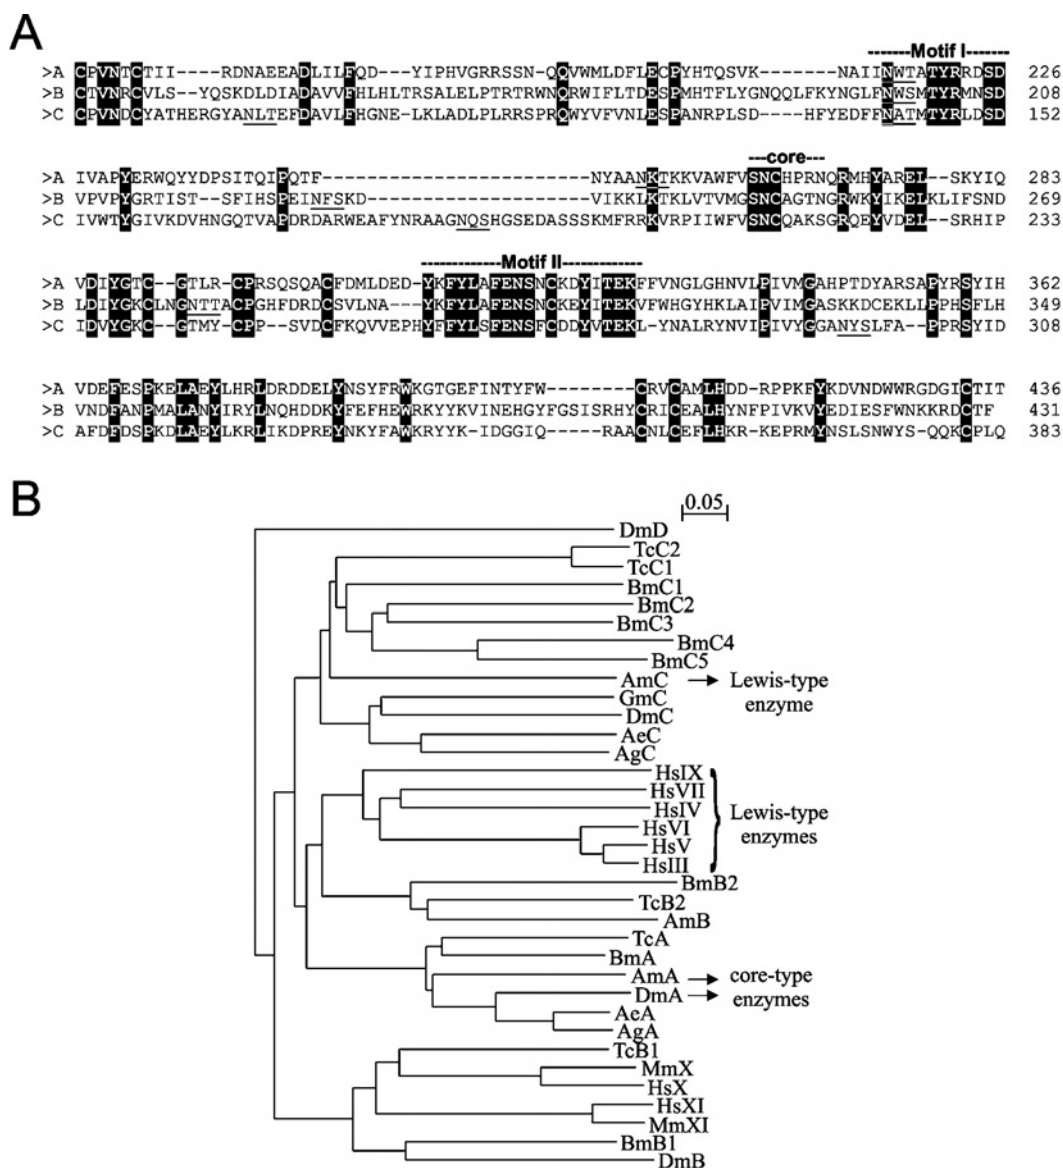 A
-------Motif I-------
>A CPVNTCTII----RDNAEEADLILFQD---YIPHVGRRSSN-QQVWMLDFLECPYHTQSVK-------NAIINWTATYRRDSD 226
>B CTVNRCVLS--YQSKDLDIADAVVFHLHLTRSALELPRTRRWNQRWIFLTDESPMHTFLYGNQQLFKYNGLFNWSMTYRMNSD 208
>C CPVNDCYATHERGYANLTEFDAVLFHGNE-LKLADLPLRRSPRQWYVFVNLESPANRPLSD----HFYEDFFNATMTYRLDSD 152
---core---
>A IVAPYERWQYYDPSITQIPQTF---------------------NYAANKTKKVAWFVSNCHPRNQRMHYAREL--SKYIQ 283
>B VPVPYGRTIST--SFIHSPEINFSKD-----------------VIKKLKTKLVTVMGSNCAGTNGRWKYIKELKLIFSND 269
>C IVWTYGIVKDVHNGQTVAPDRDARWEAFYNRAAGNQSHGSEDASSSKMFRRKVRPIIWFVSNCQAKSGRQEYVDEL--SRHIP 233
-------------Motif II-------------
>A VDIYGTC--GTLR-CPRSQSQACFDMLDED-YKFYLAFENSNCKDYITEKFFVNGLGHNVLPIVMGAHPTDYARSAPYRSYIH 362
>B LDIYGKCLNGNTTACPGHFDRDCSVLNA---YKFYLAFENSNCKEYITEKVFWHGYHKLAIPVIMGASKKDCEKLLPPHSFLH 349
>C IDVYGKC--GTMY-CPP--SVDCFKQVVEPHYFFYLSFENSFCDDYVTEKL-YNALRYNVIPIVYGGANYSLFA--PPRSYID 308
>A VDEFESPKELAEYLHRLDRDDELYNSYFRWKGTGEFINTYFW--------CRVCAMLHDD-RPPKFYKDVNDWWRGDGICTIT 436
>B VNDFANPMALANYIRYLNQHDDKYFEFHEWRKYYKVINEHGYFGSISRHYCRICEALHYNFPIVKVYEDIESFWNKKRDCTF 431
>C AFDFDSPKDLAEYLKRLIKDPREYNKYFAWKRYYK-IDGGIQ------RAACNLCEFLHKR-KEPRMYNSLSNWYS-QQKCPLQ 383
B
0.05
DmD
TcC2
TcC1
BmC1
BmC2
BmC3
BmC4
BmC5
AmC → Lewis-type
enzyme
GmC
DmC
AeC
AgC
HsIX
HsVII
HsIV Lewis-type
HsVI enzymes
HsV
HsIII
BmB2
TcB2
AmB
TcA
BmA
AmA → core-type
DmA → enzymes
AeA
AgA
TcB1
MmX
HsX
HsXI
MmXI
BmB1
DmB